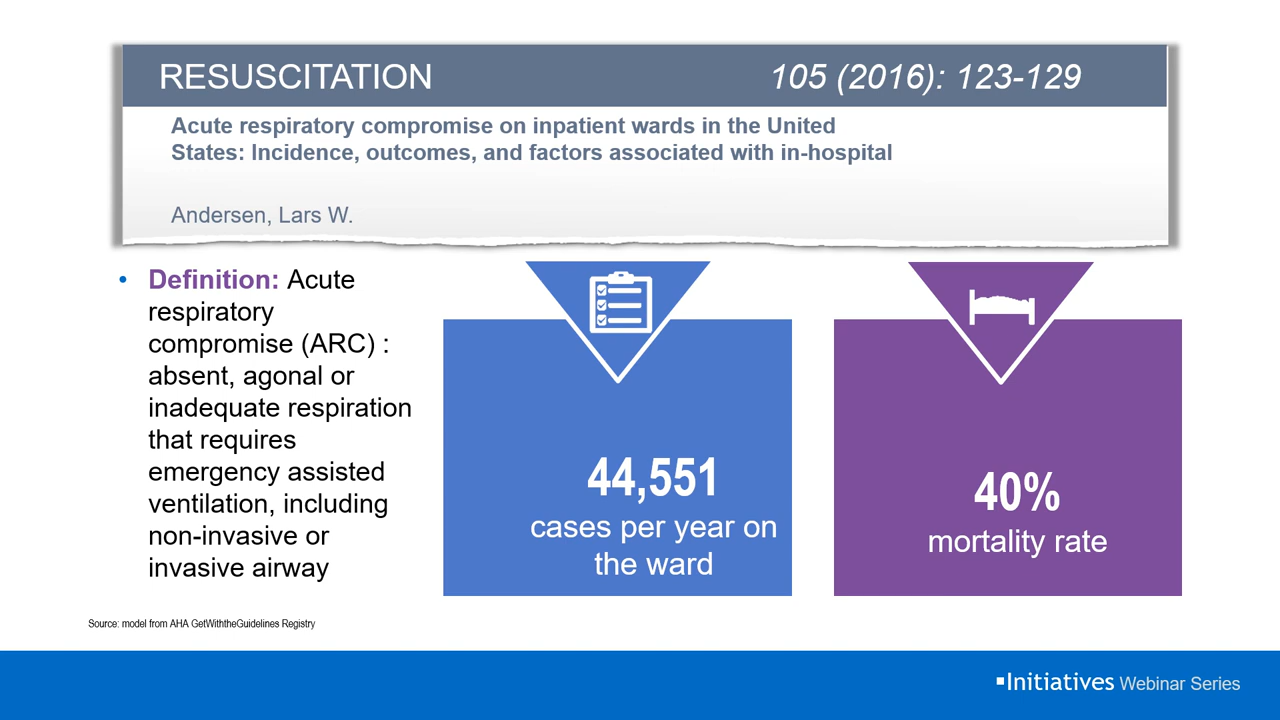 RESUSCITATION 105 (2016): 123-129
Acute respiratory compromise on inpatient wards in the United
States: Incidence, outcomes, and factors associated with in-hospital
Andersen, Lars W.
• Definition: Acute
respiratory
compromise (ARC) :
absent, agonal or
inadequate respiration
that requires
emergency assisted
ventilation, including
non-invasive or
invasive airway
44,551
cases per year on
the ward
40%
mortality rate
Source: model from AHA GetWiththeGuidelines Registry
▪Initiatives Webinar Series